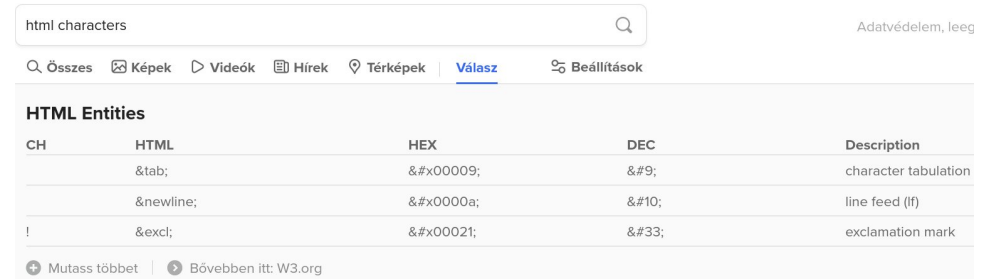 html characters
Adatvédelem, leeg
Összes Képek Videók Hírek Térképek Válasz Beállítások
HTML Entities
CH HTML HEX DEC Description
&tab; &#x00009; &#9; character tabulation
&newline; &#x0000a; &#10; line feed (lf)
! &excl; &#x00021; &#33; exclamation mark
Mutass többet Bővebben itt: W3.org